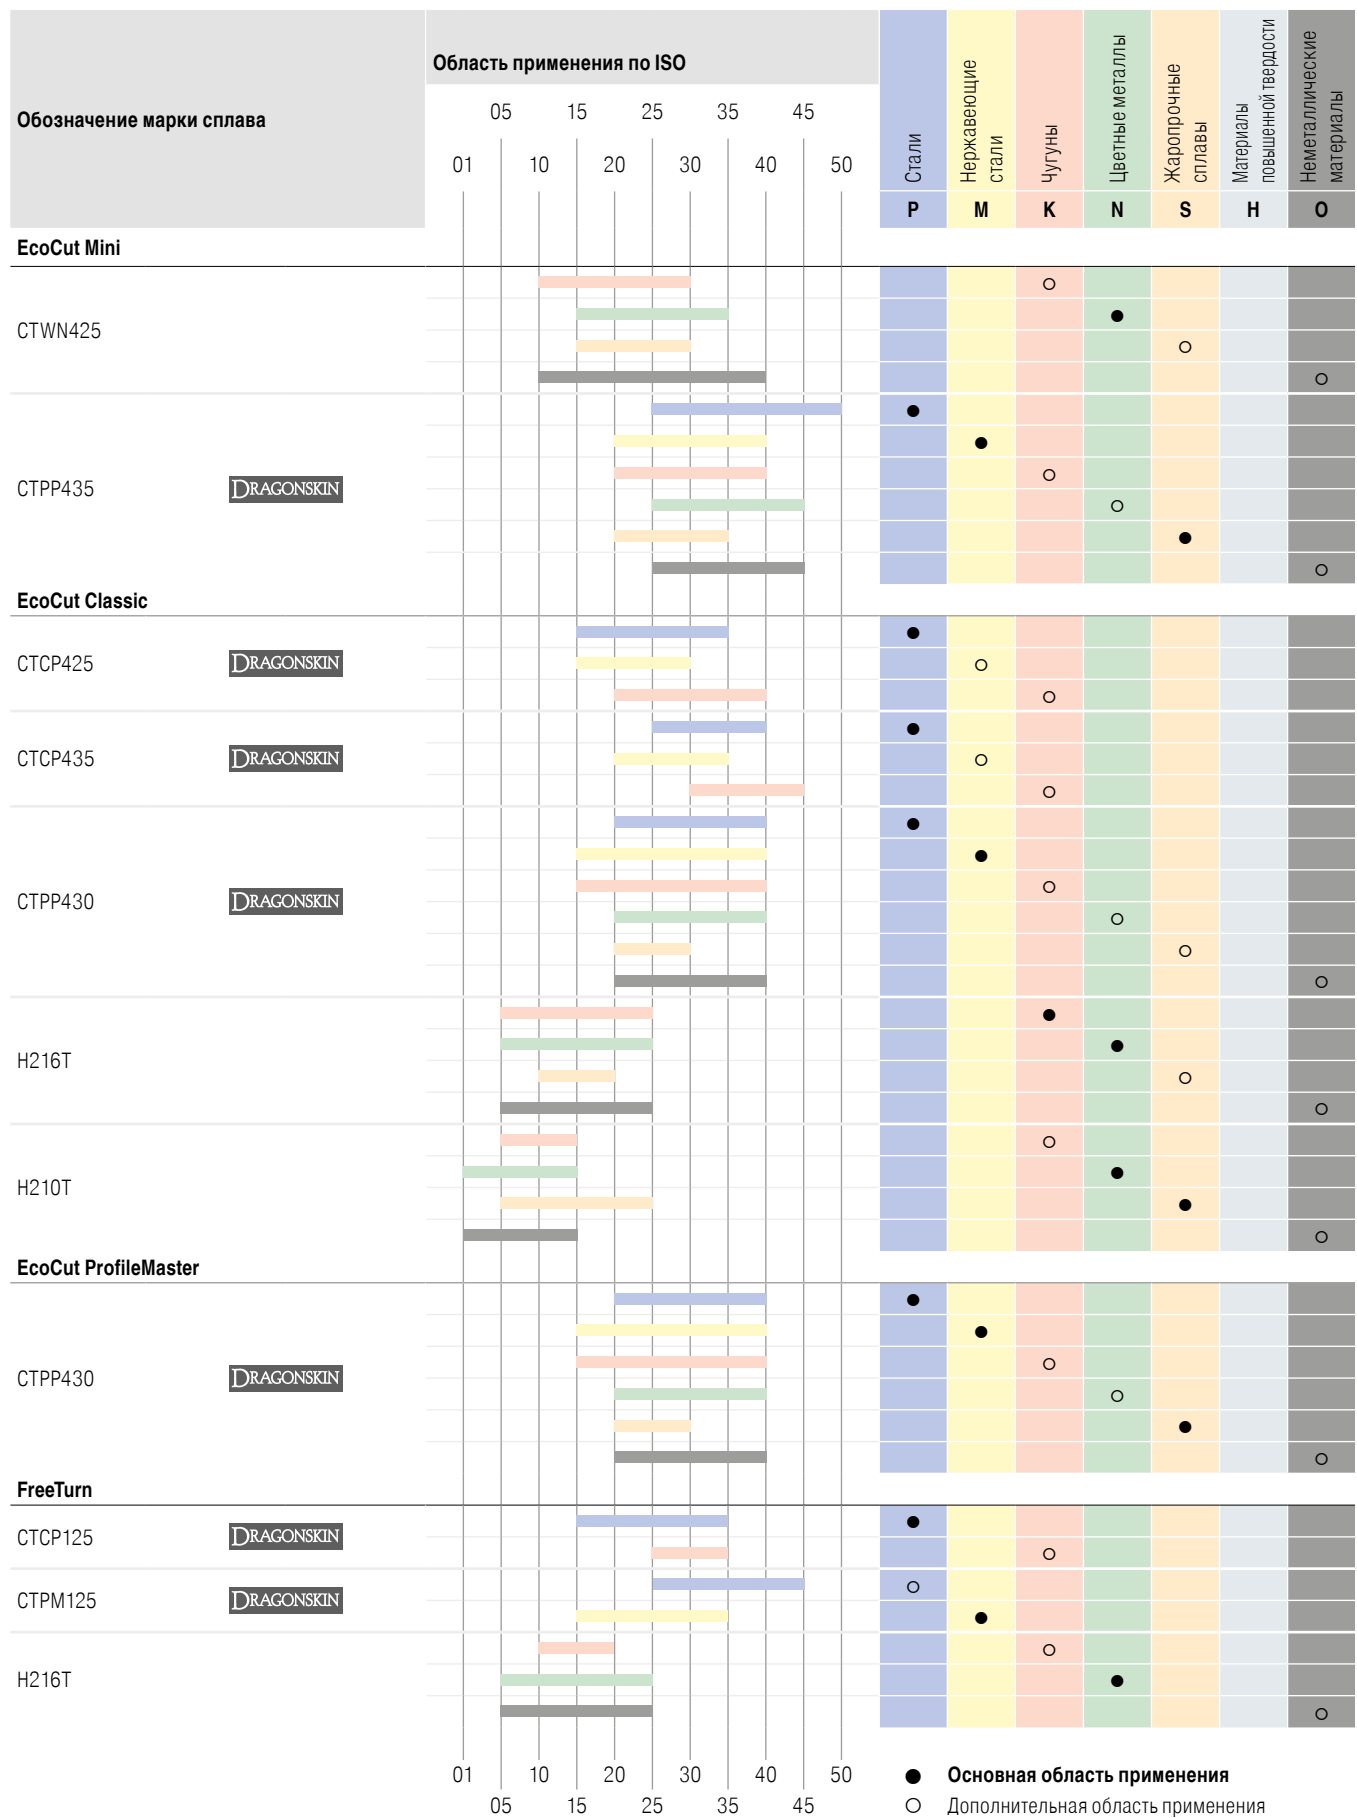 Обозначение марки сплава
Область применения по ISO
05 15 25 35 45
01 10 20 30 40 50
Стали
Нержавеющие
стали
Чугуны
Цветные металлы
Жаропрочные
сплавы
Материалы
повышенной твердости
Неметаллические
материалы
P M K N S H O
EcoCut Mini
CTWN425
CTPP435 DRAGONSKIN
EcoCut Classic
CTCP425 DRAGONSKIN
CTCP435 DRAGONSKIN
CTPP430 DRAGONSKIN
H216T
H210T
EcoCut ProfileMaster
CTPP430 DRAGONSKIN
FreeTurn
CTCP125 DRAGONSKIN
CTPM125 DRAGONSKIN
H216T
01 10 20 30 40 50
05 15 25 35 45
● Основная область применения
○ Дополнительная область применения